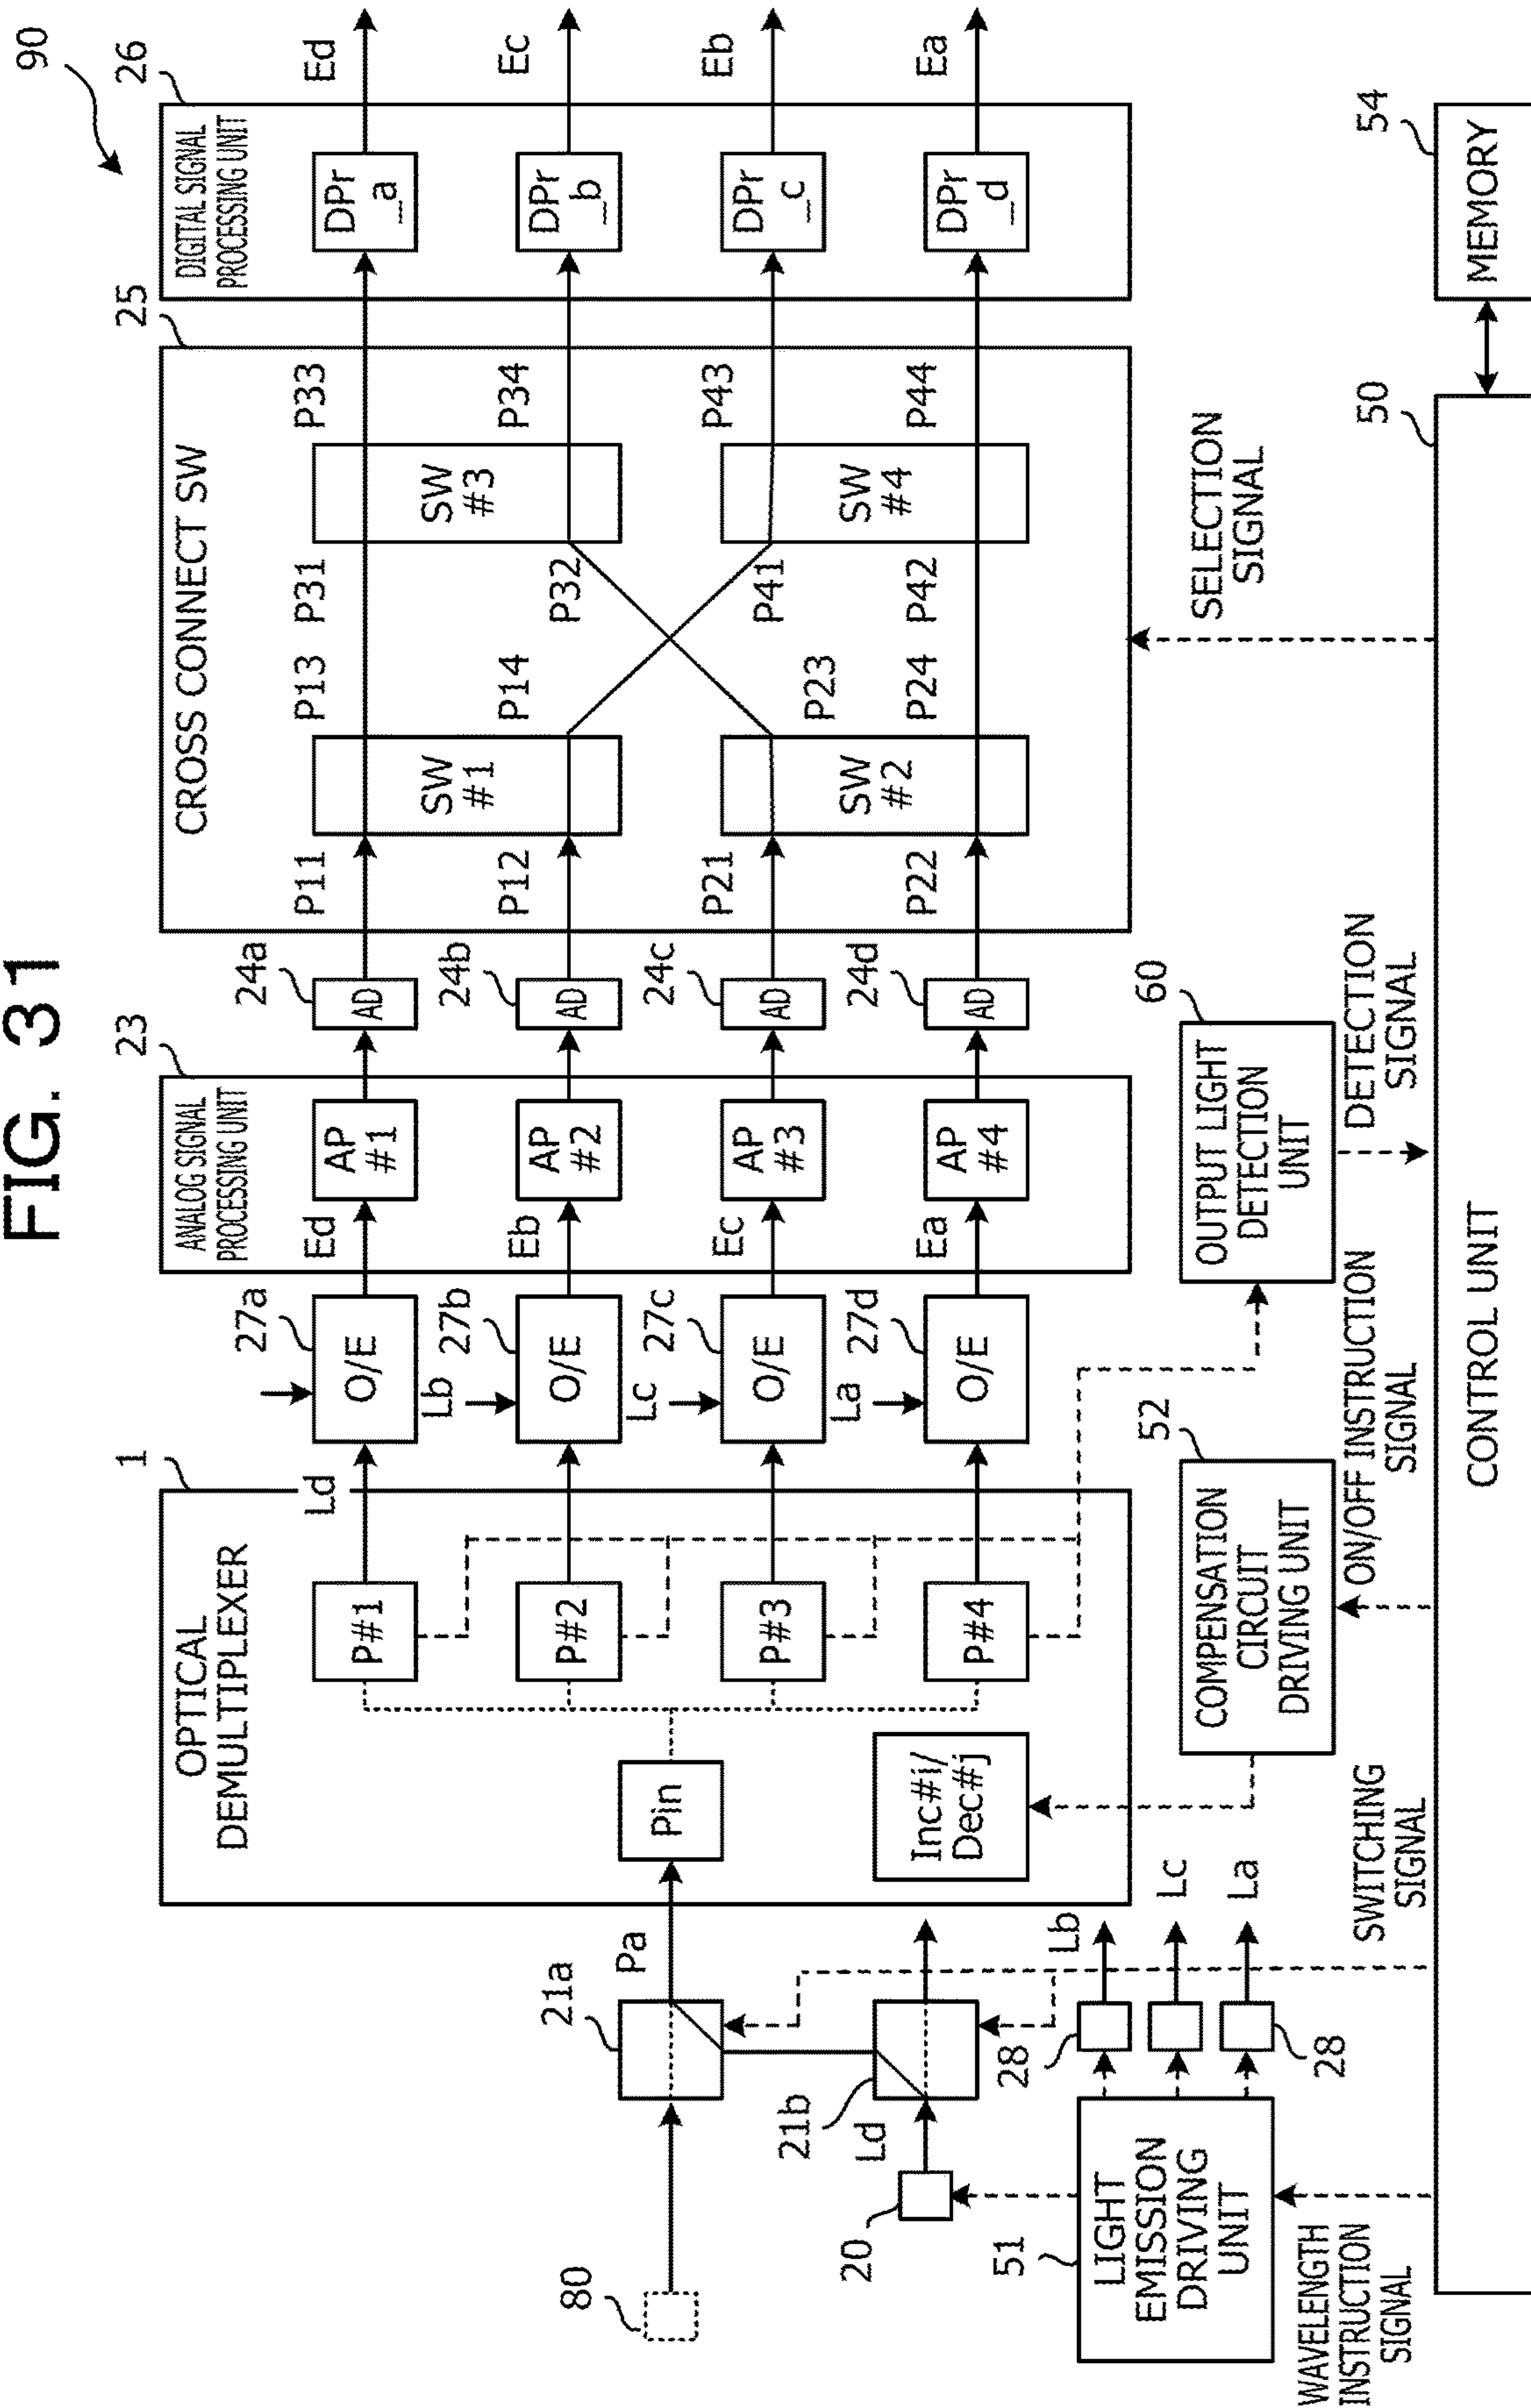 FIG. 31
90
1
23
25
26
OPTICAL
DEMULTIPLEXER
ANALOG SIGNAL
PROCESSING UNIT
CROSS CONNECT SW
DIGITAL SIGNAL
PROCESSING UNIT
Ld
27a
Ed
24a
P11
P13
P31
P33
Ed
P#1
O/E
AP
#1
AD
SW
#1
SW
#3
DPr
_a
Lb
27b
Eb
24b
P12
P14
P32
P34
Ec
P#2
O/E
AP
#2
AD
DPr
_b
80
21a
Pa
Pin
Lc
27c
Ec
24c
P21
P23
P41
P43
Eb
P#3
O/E
AP
#3
AD
SW
#2
SW
#4
DPr
_c
20
Ld
21b
Inc#i/
Dec#j
La
27d
Ea
24d
P22
P24
P42
P44
Ea
P#4
O/E
AP
#4
AD
DPr
_d
51
LIGHT
EMISSION
DRIVING
UNIT
28
28
Lb
Lc
La
52
COMPENSATION
CIRCUIT
DRIVING UNIT
60
OUTPUT LIGHT
DETECTION
UNIT
SELECTION
SIGNAL
WAVELENGTH
INSTRUCTION
SIGNAL
SWITCHING
SIGNAL
ON/OFF INSTRUCTION
SIGNAL
DETECTION
SIGNAL
50
54
CONTROL UNIT
MEMORY